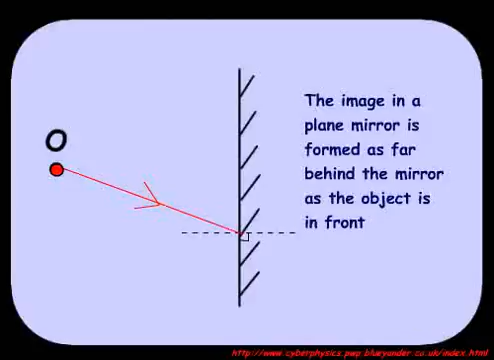 O
The image in a
plane mirror is
formed as far
behind the mirror
as the object is
in front
http://www.cyberphysics.pwp.blueyonder.co.uk/index.html